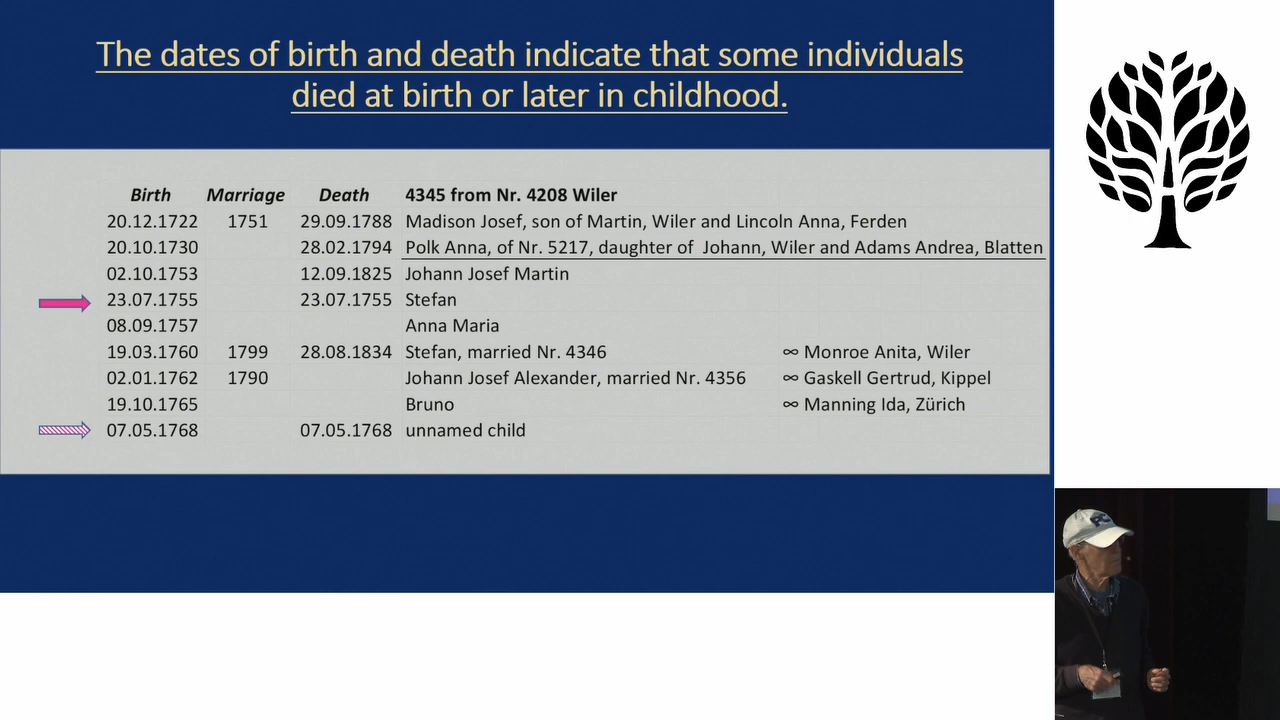 The dates of birth and death indicate that some individuals
died at birth or later in childhood.
Birth Marriage Death 4345 from Nr. 4208 Wiler
20.12.1722 1751 29.09.1788 Madison Josef, son of Martin, Wiler and Lincoln Anna, Ferden
20.10.1730 28.02.1794 Polk Anna, of Nr. 5217, daughter of Johann, Wiler and Adams Andrea, Blatten
02.10.1753 12.09.1825 Johann Josef Martin
23.07.1755 23.07.1755 Stefan
08.09.1757 Anna Maria
19.03.1760 1799 28.08.1834 Stefan, married Nr. 4346 ∞ Monroe Anita, Wiler
02.01.1762 1790 Johann Josef Alexander, married Nr. 4356 ∞ Gaskell Gertrud, Kippel
19.10.1765 Bruno ∞ Manning Ida, Zürich
07.05.1768 07.05.1768 unnamed child